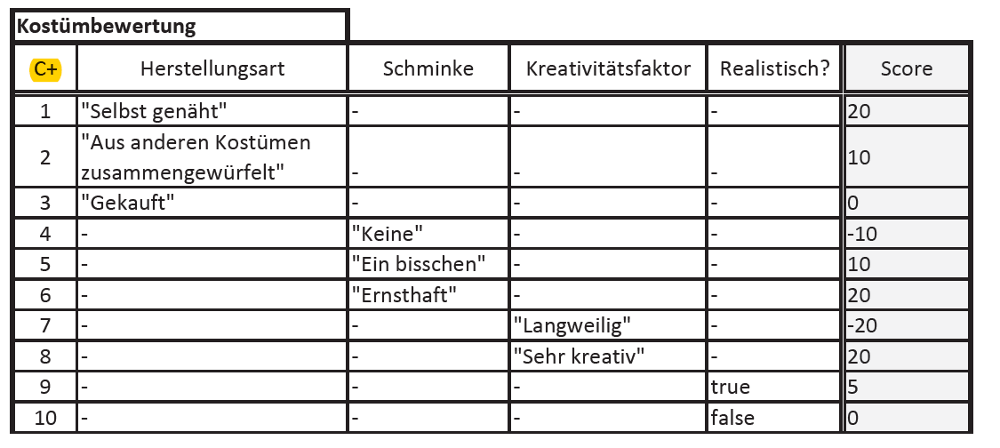 Kostümbewertung
C+ Herstellungsart Schminke Kreativitätsfaktor Realistisch? Score
1 "Selbst genäht" - - - 20
2 "Aus anderen Kostümen
zusammengewürfelt" - - - 10
3 "Gekauft" - - - 0
4 - "Keine" - - -10
5 - "Ein bisschen" - - 10
6 - "Ernsthaft" - - 20
7 - - "Langweilig" - -20
8 - - "Sehr kreativ" - 20
9 - - - true 5
10 - - - false 0